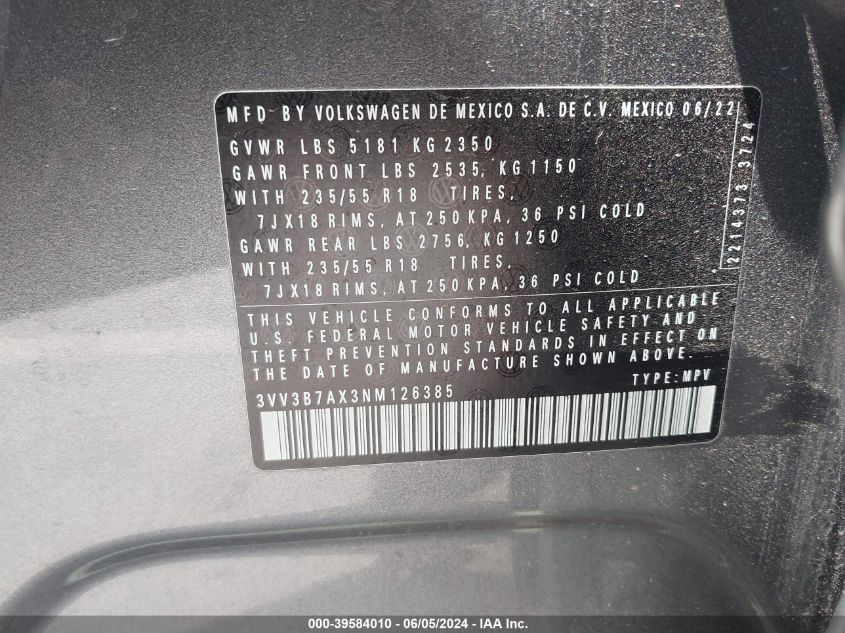 MFD BY VOLKSWAGEN DE MEXICO S.A. DE C.V. MEXICO 06/22
GVWR LBS 5181 KG 2350
GAWR FRONT LBS 2535, KG 1150
WITH 235/55 R18 TIRES,
7JX18 RIMS, AT 250 KPA, 36 PSI COLD
GAWR REAR LBS 2756, KG 1250
WITH 235/55 R18 TIRES,
7JX18 RIMS, AT 250 KPA, 36 PSI COLD
2214373 3724
THIS VEHICLE CONFORMS TO ALL APPLICABLE
U.S. FEDERAL MOTOR VEHICLE SAFETY AND
THEFT PREVENTION STANDARDS IN EFFECT ON
THE DATE OF MANUFACTURE SHOWN ABOVE.
3VV3B7AX3NM126385 TYPE: MPV
000-39584010 - 06/05/2024 - IAA Inc.